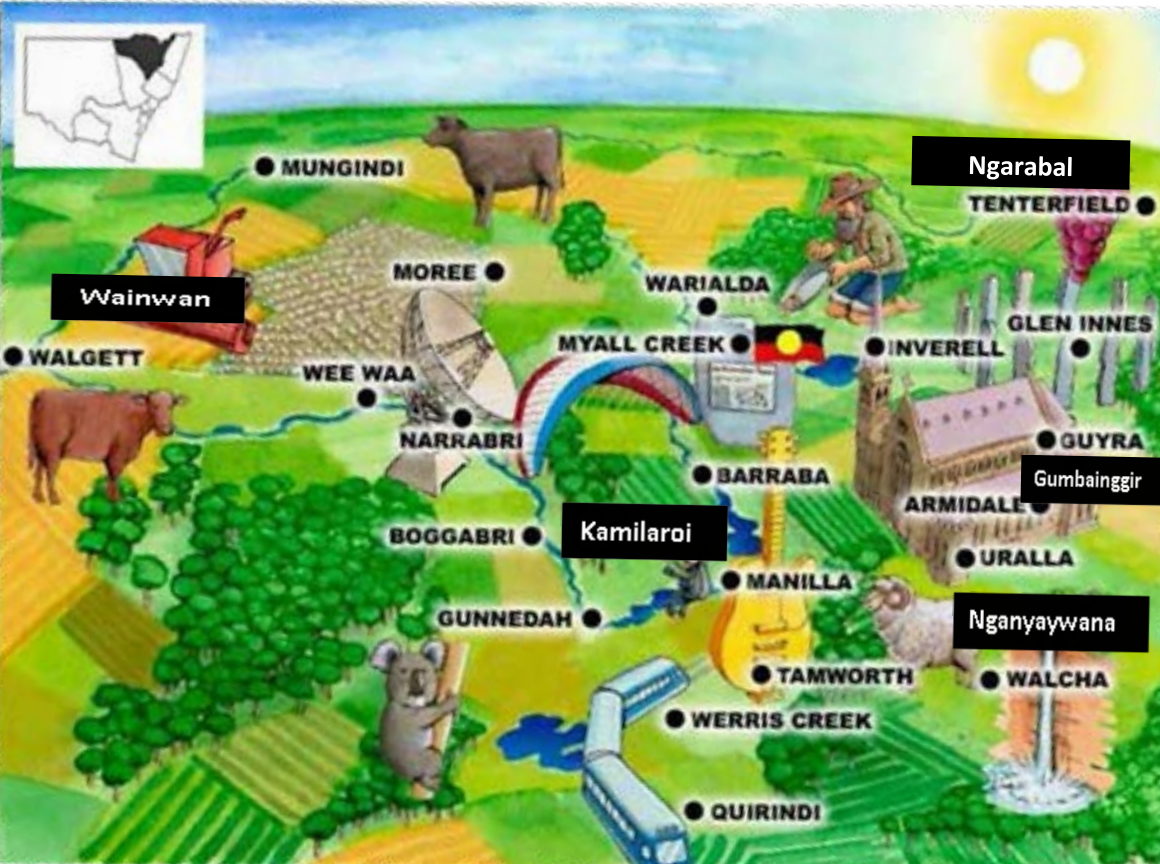 MUNGINDI
Ngarabal
TENTERFIELD
MOREE
Wainwan
WARIALDA
GLEN INNES
MYALL CREEK
INVERELL
WALGETT
WEE WAA
NARRABRI
GUYRA
BARRABA
Gumbainggir
ARMIDALE
BOGGABRI
Kamilaroi
URALLA
MANILLA
GUNNEDAH
Nganyaywana
TAMWORTH
WALCHA
WERRIS CREEK
QUIRINDI